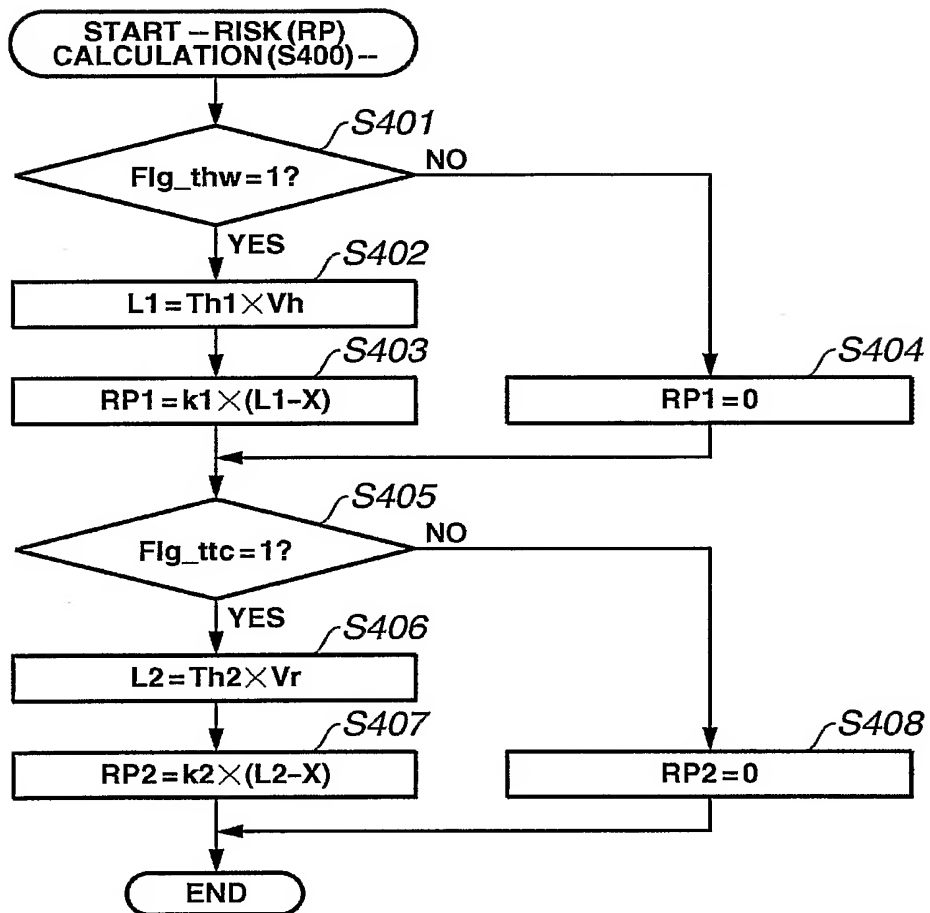 START – RISK (RP)
CALCULATION (S400) --
S401
Flg_thw = 1?
NO
YES
S402
L1 = Th1 × Vh
S403
RP1 = k1 × (L1–X)
S404
RP1 = 0
S405
Flg_ttc = 1?
NO
YES
S406
L2 = Th2 × Vr
S407
RP2 = k2 × (L2–X)
S408
RP2 = 0
END